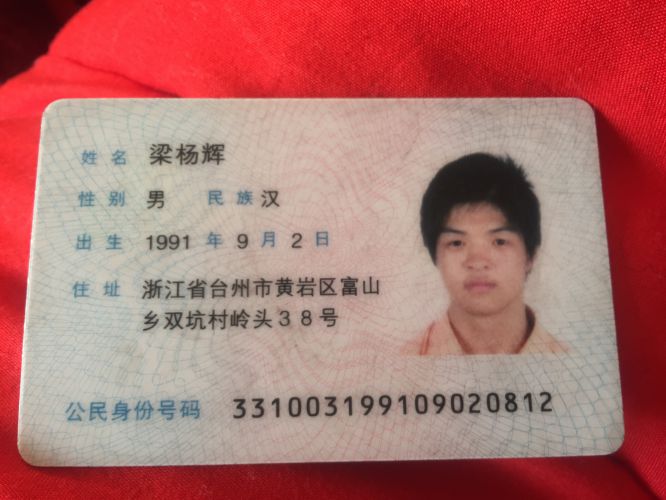 姓名 梁杨辉
性别 男 民族 汉
出生 1991 年 9 月 2 日
住址 浙江省台州市黄岩区富山
乡双坑村岭头38号
公民身份号码 331003199109020812